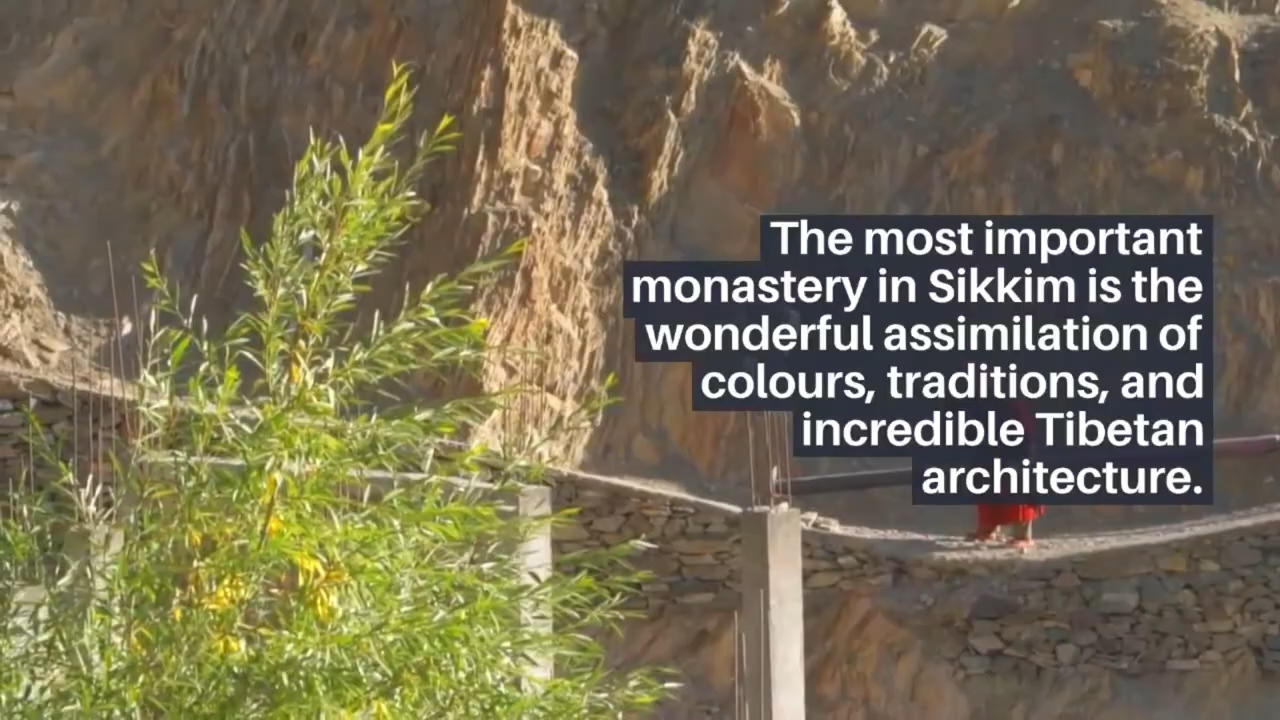 The most important
monastery in Sikkim is the
wonderful assimilation of
colours, traditions, and
incredible Tibetan
architecture.